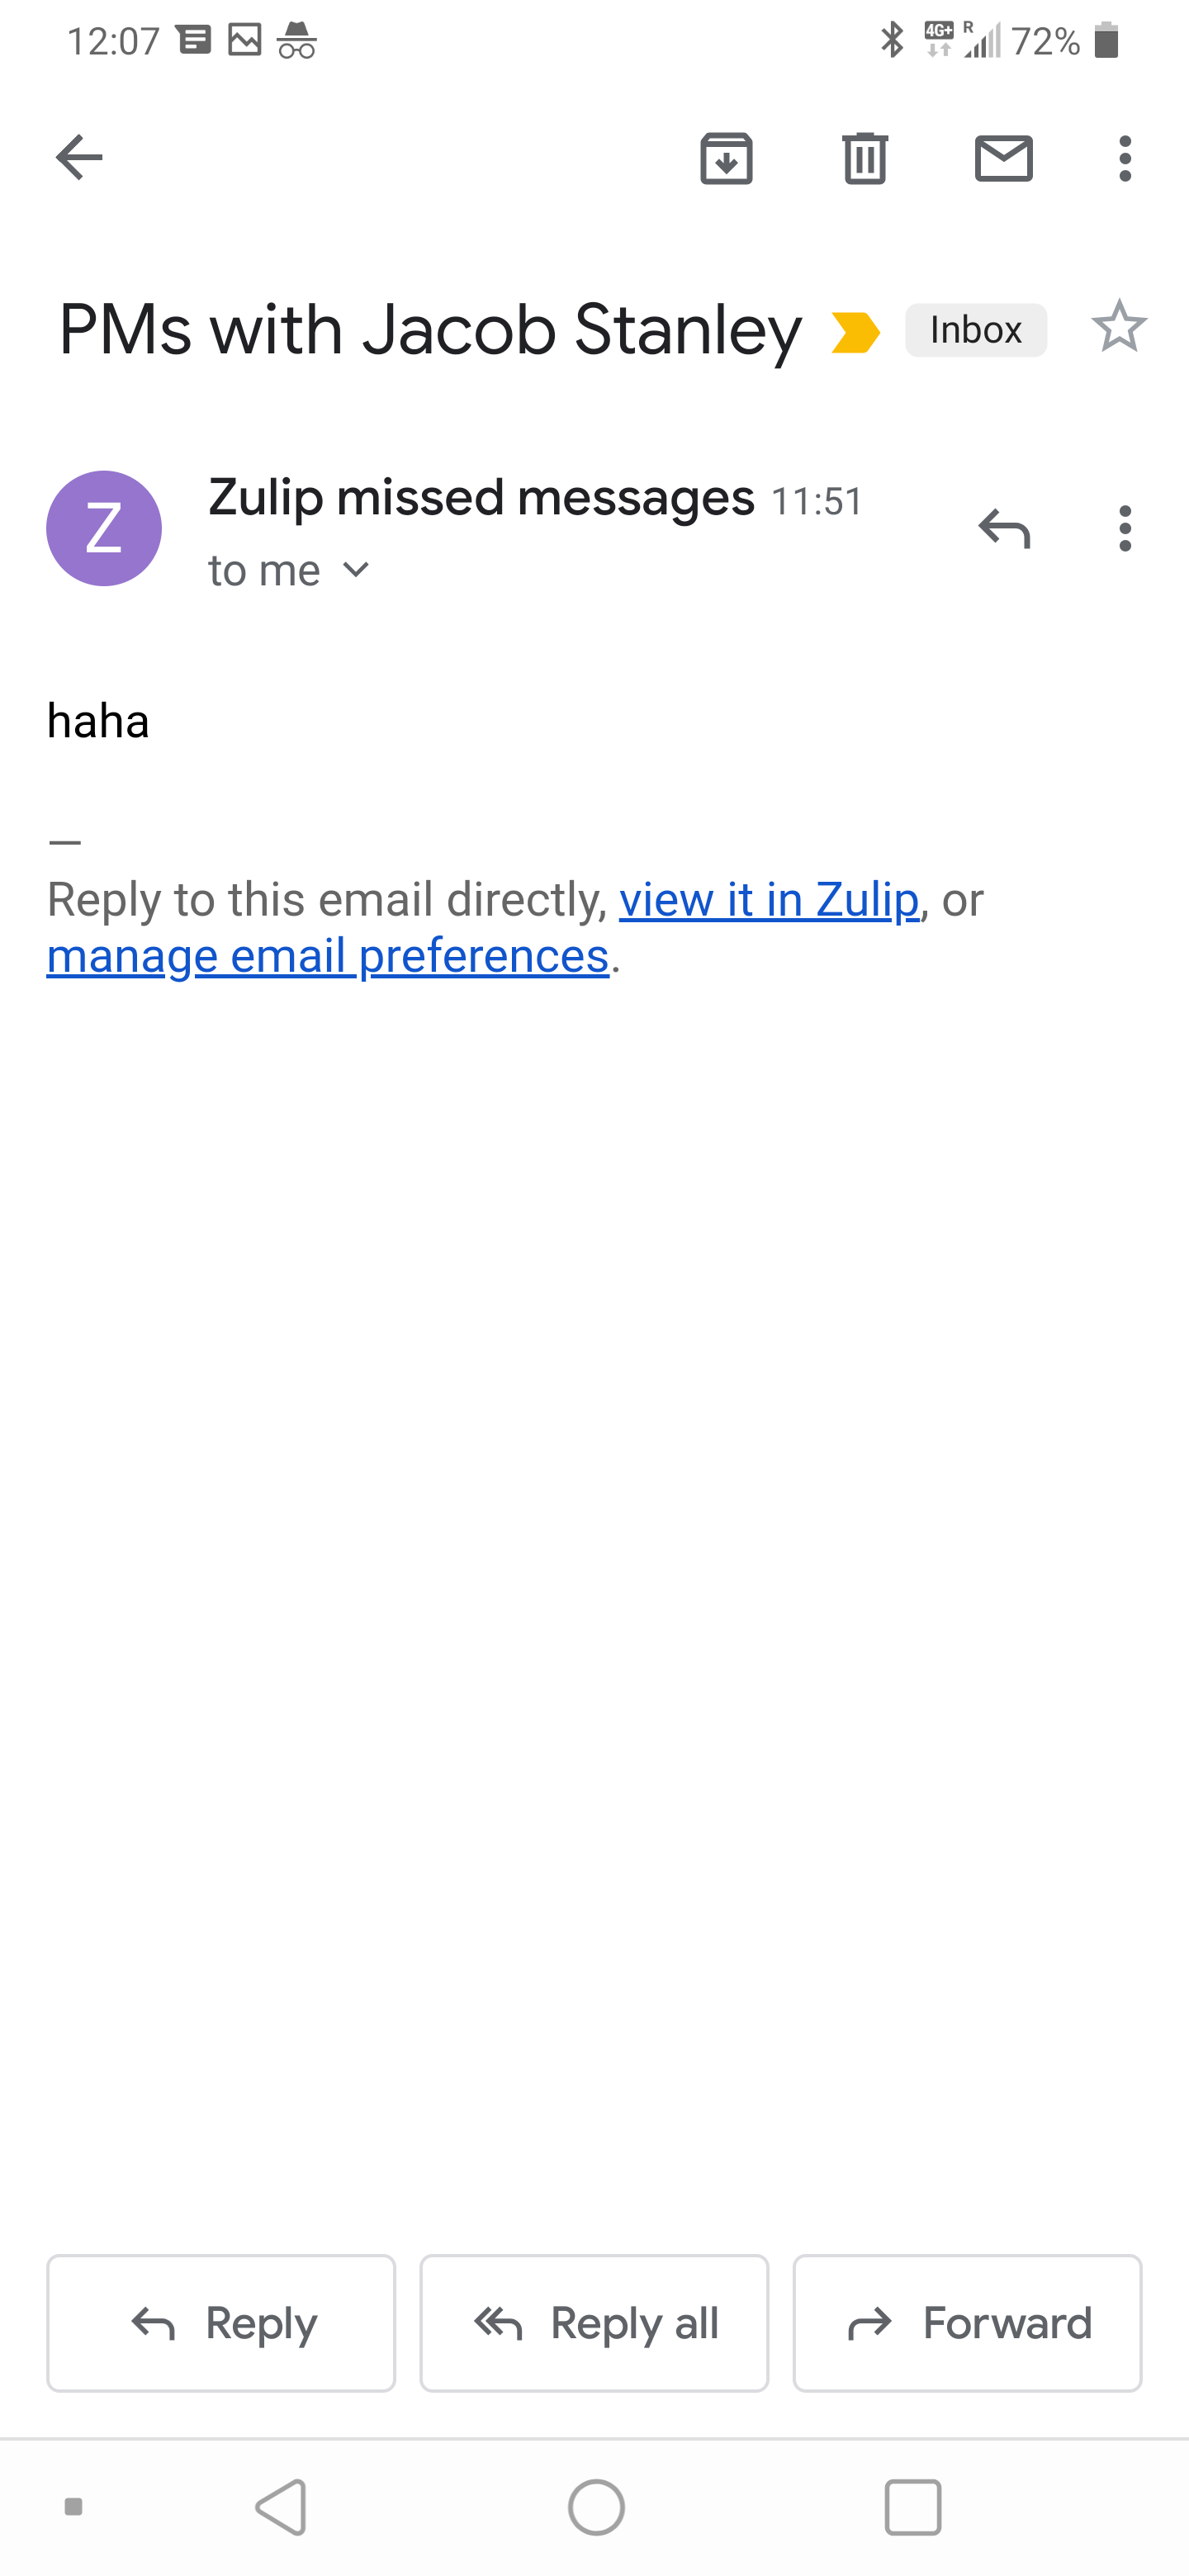 12:07 4G+ R 72%
PMs with Jacob Stanley Inbox
Z
Zulip missed messages 11:51
to me
haha
—
Reply to this email directly, view it in Zulip, or
manage email preferences.
Reply Reply all Forward